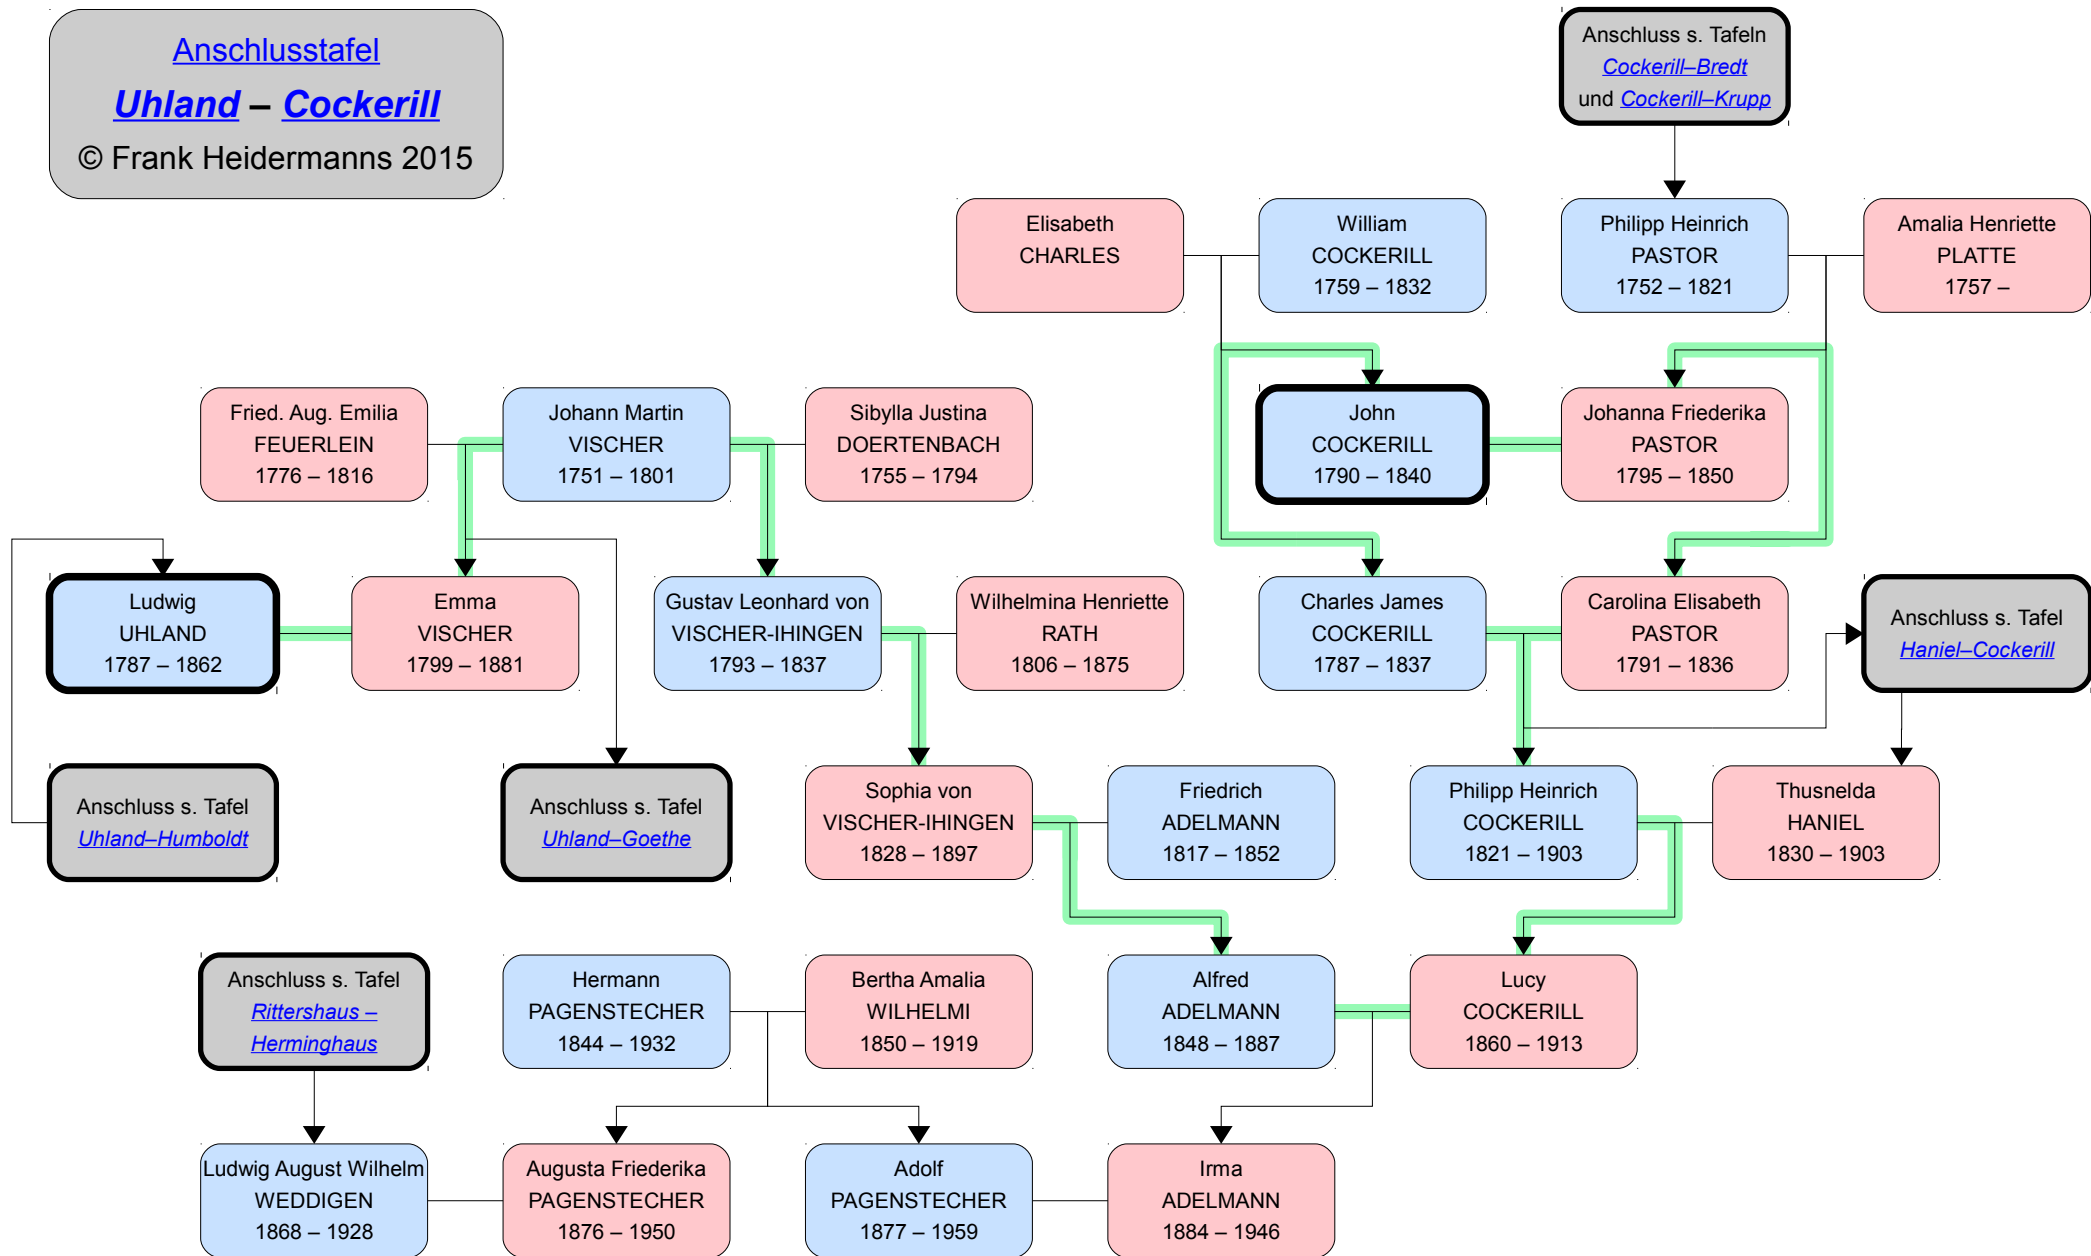 Anschlusstafel
Uhland – Cockerill
© Frank Heidermanns 2015
Anschluss s. Tafeln
Cockerill–Bredt
und Cockerill–Krupp
Elisabeth
CHARLES
William
COCKERILL
1759 – 1832
Philipp Heinrich
PASTOR
1752 – 1821
Amalia Henriette
PLATTE
1757 –
Fried. Aug. Emilia
FEUERLEIN
1776 – 1816
Johann Martin
VISCHER
1751 – 1801
Sibylla Justina
DOERTENBACH
1755 – 1794
John
COCKERILL
1790 – 1840
Johanna Friederika
PASTOR
1795 – 1850
Ludwig
UHLAND
1787 – 1862
Emma
VISCHER
1799 – 1881
Gustav Leonhard von
VISCHER-IHINGEN
1793 – 1837
Wilhelmina Henriette
RATH
1806 – 1875
Charles James
COCKERILL
1787 – 1837
Carolina Elisabeth
PASTOR
1791 – 1836
Anschluss s. Tafel
Haniel–Cockerill
Anschluss s. Tafel
Uhland–Humboldt
Anschluss s. Tafel
Uhland–Goethe
Sophia von
VISCHER-IHINGEN
1828 – 1897
Friedrich
ADELMANN
1817 – 1852
Philipp Heinrich
COCKERILL
1821 – 1903
Thusnelda
HANIEL
1830 – 1903
Anschluss s. Tafel
Rittershaus –
Herminghaus
Hermann
PAGENSTECHER
1844 – 1932
Bertha Amalia
WILHELMI
1850 – 1919
Alfred
ADELMANN
1848 – 1887
Lucy
COCKERILL
1860 – 1913
Ludwig August Wilhelm
WEDDIGEN
1868 – 1928
Augusta Friederika
PAGENSTECHER
1876 – 1950
Adolf
PAGENSTECHER
1877 – 1959
Irma
ADELMANN
1884 – 1946